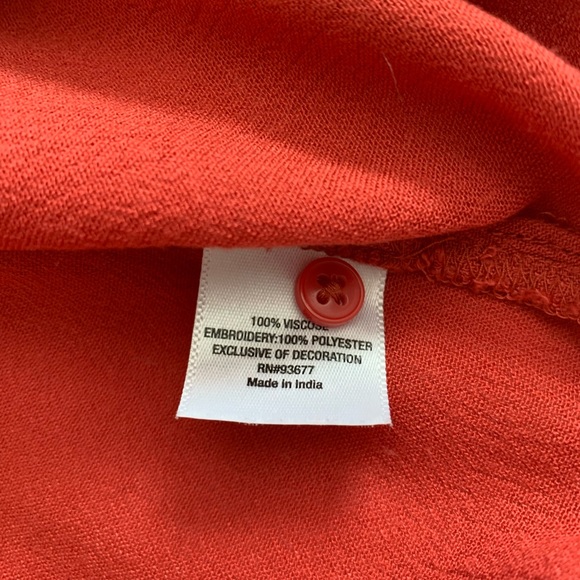 100% VISCOSE
EMBROIDERY:100% POLYESTER
EXCLUSIVE OF DECORATION
RN#93677
Made in India